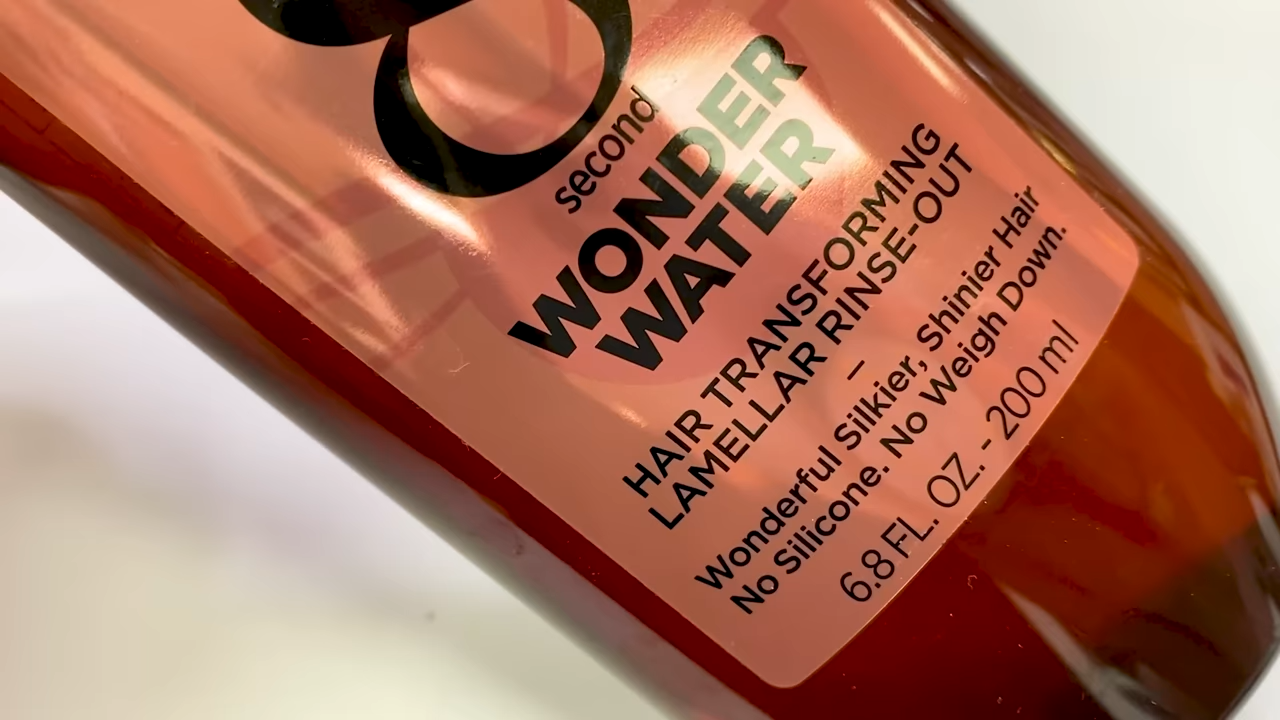 8
second
WONDER
WATER
HAIR TRANSFORMING
LAMELLAR RINSE-OUT
–
Wonderful Silkier, Shinier Hair
No Silicone. No Weigh Down.
6.8 FL. OZ. - 200 ml